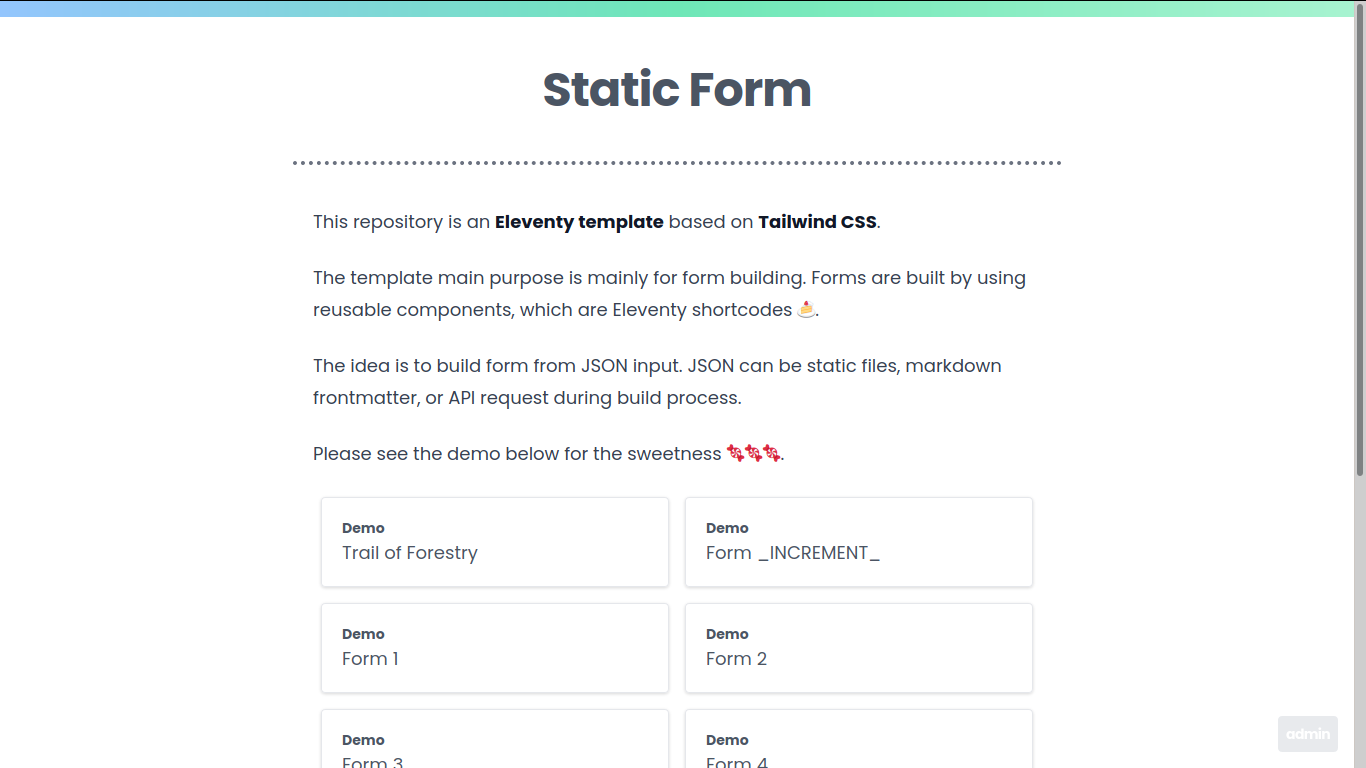 Static Form
This repository is an Eleventy template based on Tailwind CSS.
The template main purpose is mainly for form building. Forms are built by using
reusable components, which are Eleventy shortcodes 🍰.
The idea is to build form from JSON input. JSON can be static files, markdown
frontmatter, or API request during build process.
Please see the demo below for the sweetness 🍬🍬🍬.
Demo
Trail of Forestry
Demo
Form _INCREMENT_
Demo
Form 1
Demo
Form 2
Demo
Form 3
Demo
Form 4
admin